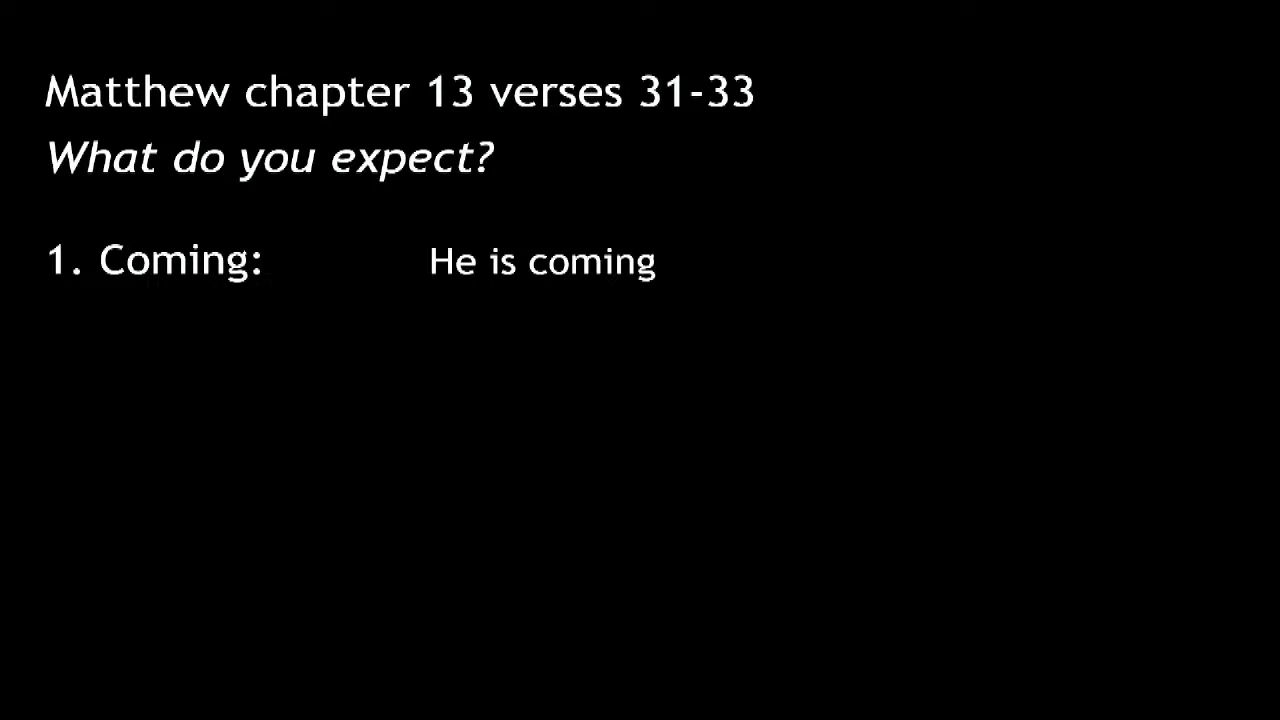 Matthew chapter 13 verses 31-33
What do you expect?
1. Coming: He is coming